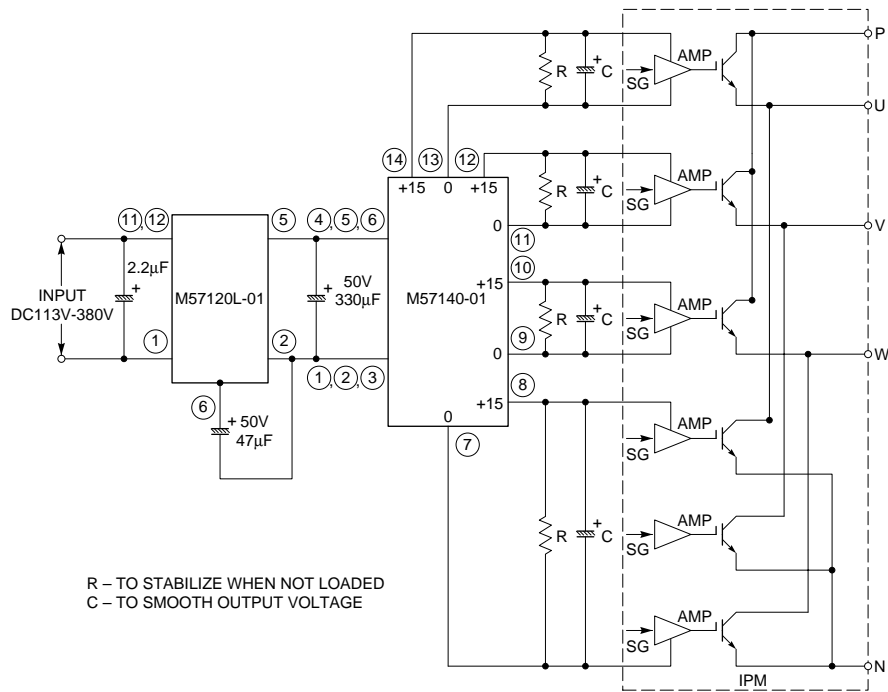 P
AMP
R
+
C
SG
U
14
13
12
+15
0
+15
AMP
R
+
C
SG
V
0
11
11,12
5
4,5,6
10
+15
2.2µF
+
INPUT
DC113V-380V
M57120L-01
+
50V
330µF
M57140-01
AMP
R
+
C
SG
1
2
0
9
W
1,2,3
8
+15
6
+ 50V
47µF
0
7
AMP
SG
AMP
R
+
C
SG
R – TO STABILIZE WHEN NOT LOADED
C – TO SMOOTH OUTPUT VOLTAGE
AMP
SG
N
IPM